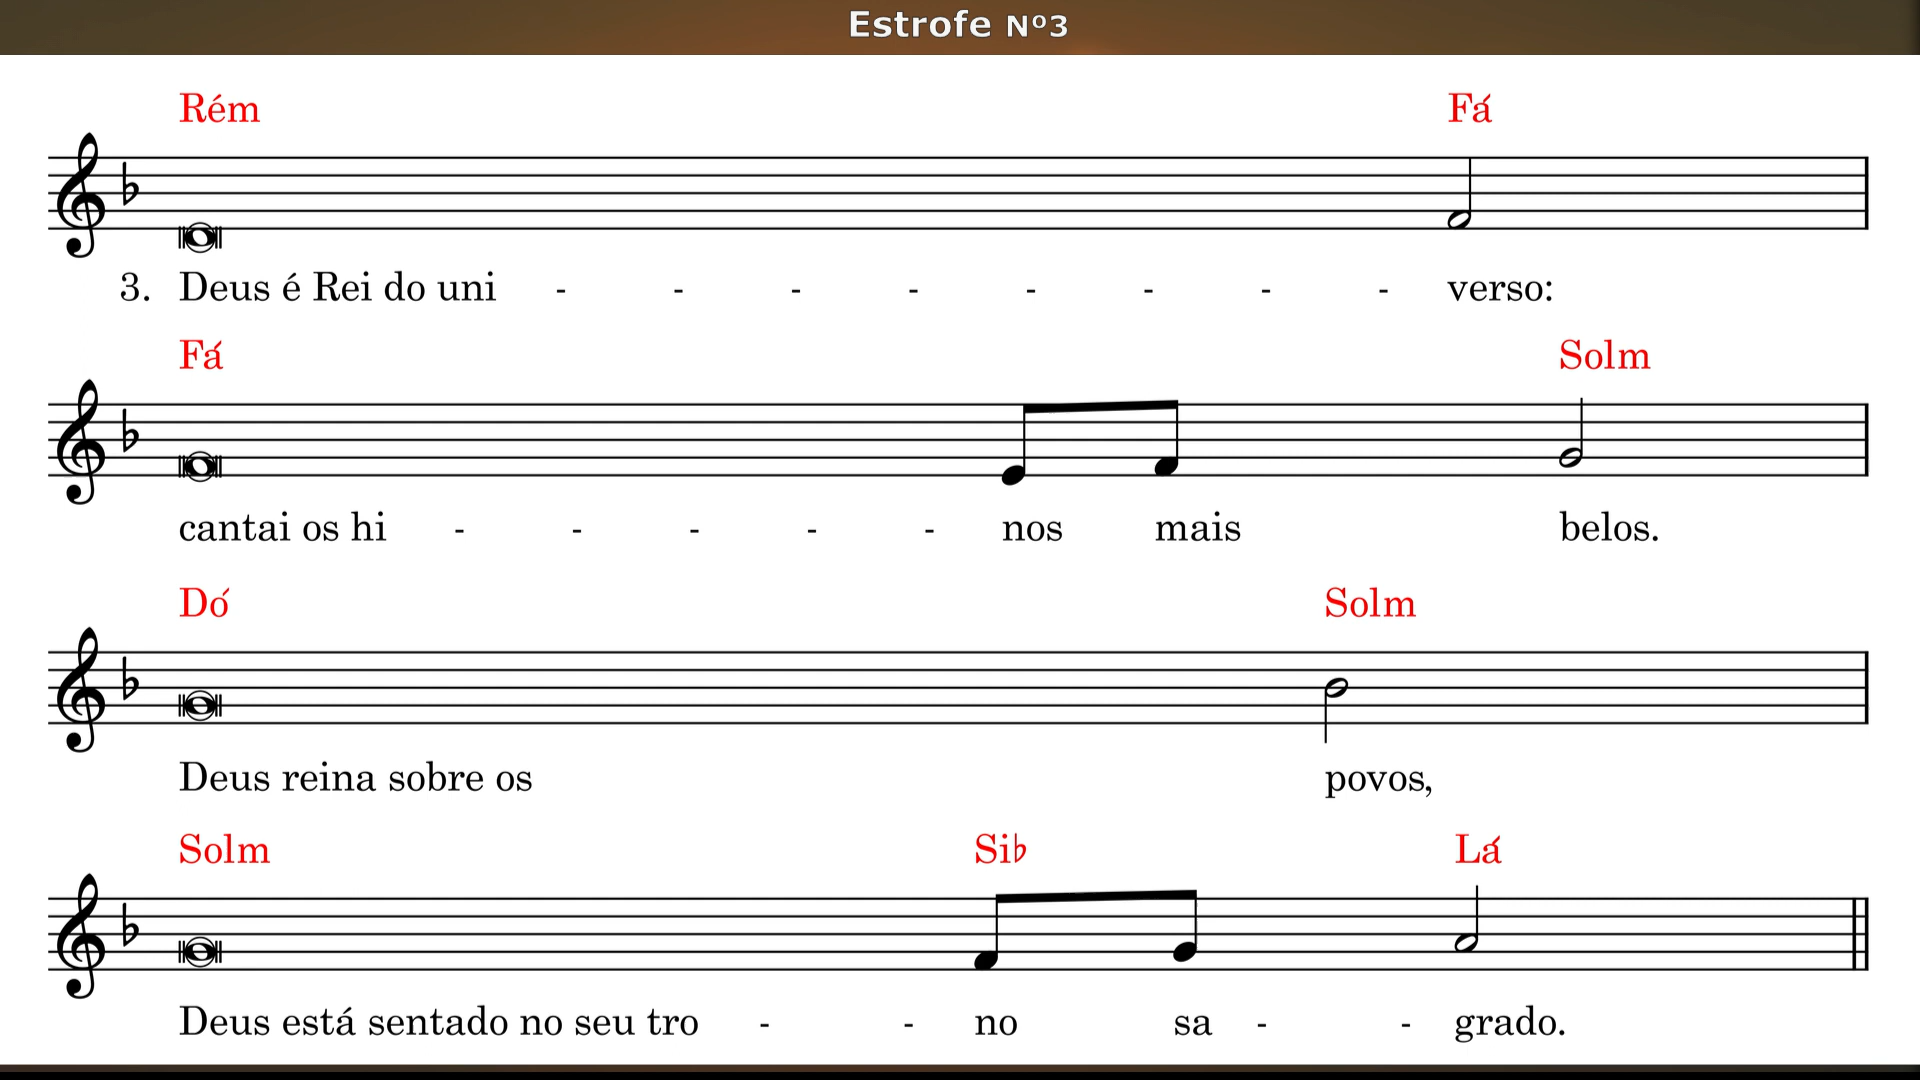 Estrofe Nº3
Rém Fá
3. Deus é Rei do uni - - - - - - - - verso:
Fá Solm
cantai os hi - - - - - nos mais belos.
Dó Solm
Deus reina sobre os povos,
Solm Si♭ Lá
Deus está sentado no seu tro - - no sa - - grado.